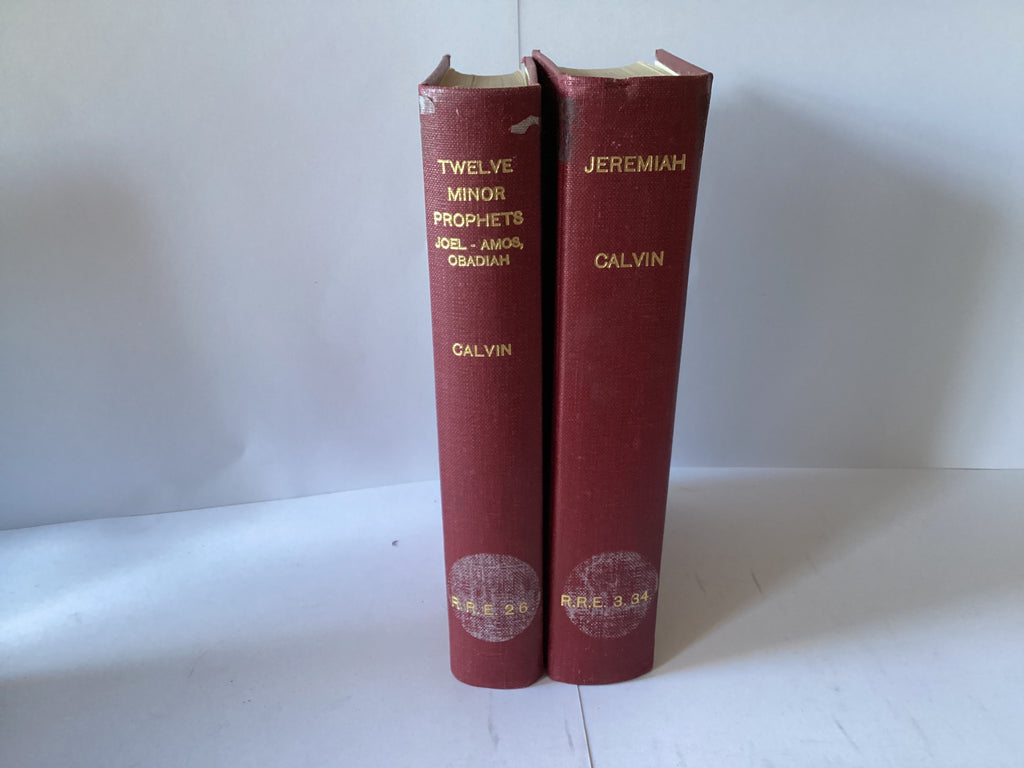 TWELVE
MINOR
PROPHETS
JOEL - AMOS,
OBADIAH
CALVIN
R.R.E. 26
JEREMIAH
CALVIN
R.R.E. 3.34.